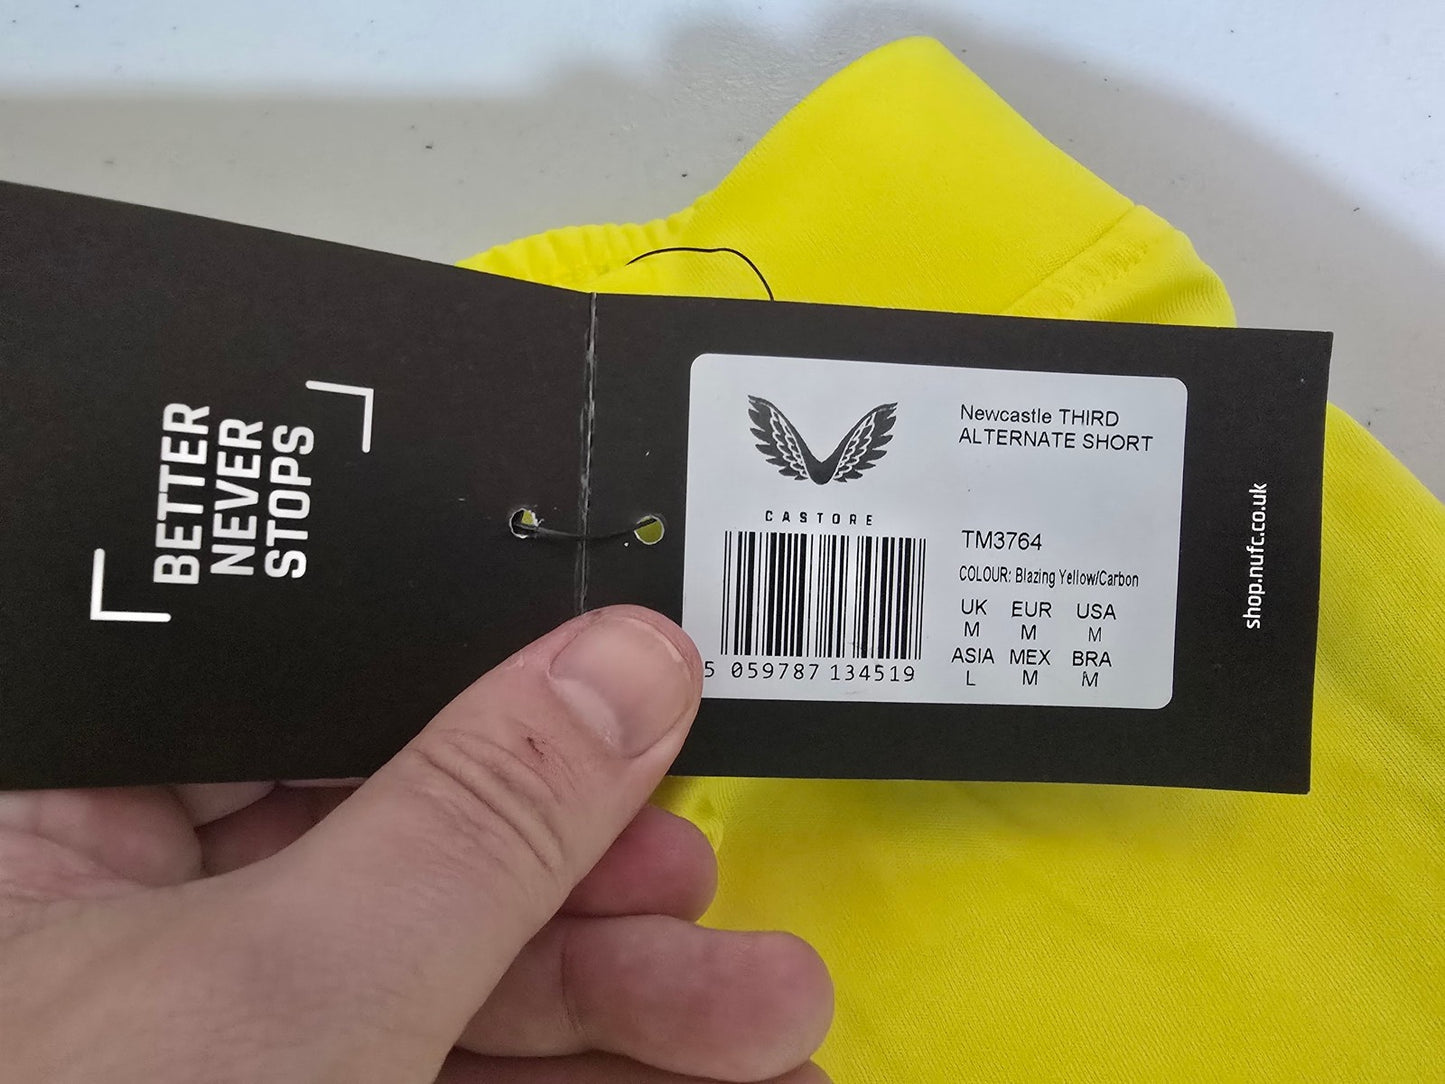 BETTER
NEVER
STOPS
CASTORE
5 059787 134519
Newcastle THIRD
ALTERNATE SHORT
TM3764
COLOUR: Blazing Yellow/Carbon
UK EUR USA
M M M
ASIA MEX BRA
L M M
shop.nufc.co.uk